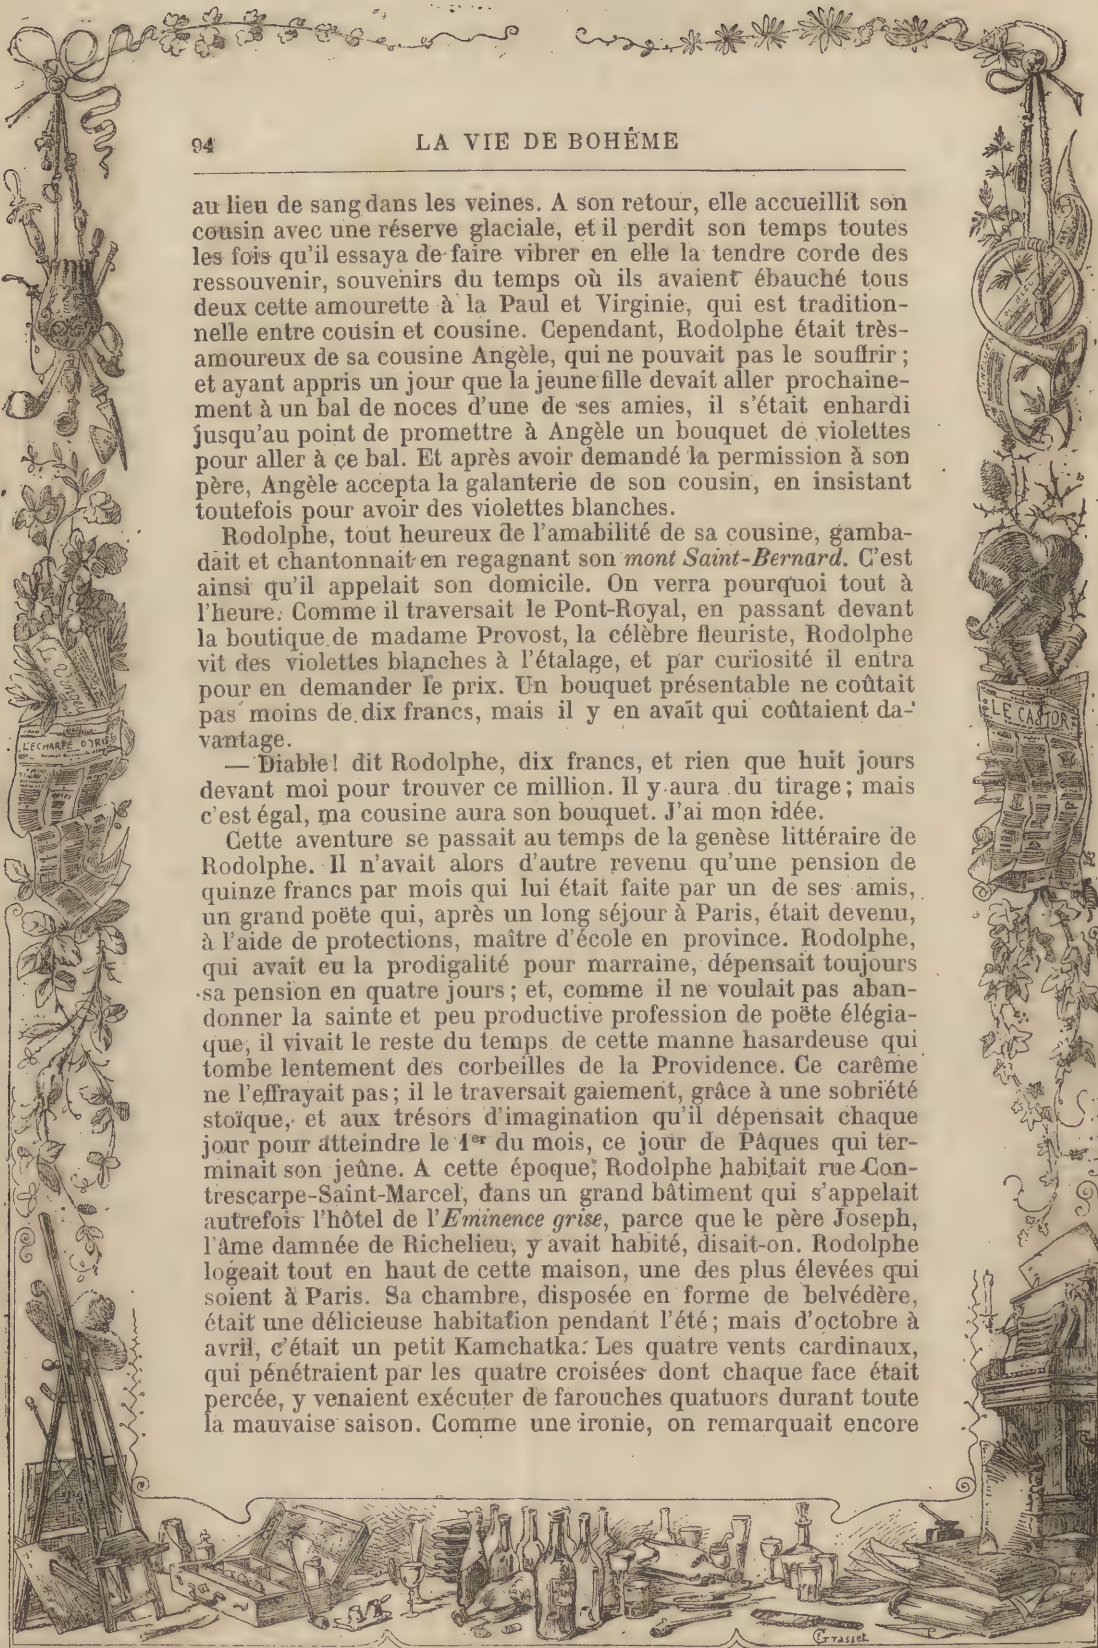 94 LA VIE DE BOHÊME
au lieu de sang dans les veines. A son retour, elle accueillit son
cousin avec une réserve glaciale, et il perdit son temps toutes
les fois qu'il essaya de faire vibrer en elle la tendre corde des
ressouvenir, souvenirs du temps où ils avaient ébauché tous
deux cette amourette à la Paul et Virginie, qui est tradition-
nelle entre cousin et cousine. Cependant, Rodolphe était très-
amoureux de sa cousine Angèle, qui ne pouvait pas le souffrir ;
et ayant appris un jour que la jeune fille devait aller prochaine-
ment à un bal de noces d'une de ses amies, il s'était enhardi
jusqu'au point de promettre à Angèle un bouquet de violettes
pour aller à ce bal. Et après avoir demandé la permission à son
père, Angèle accepta la galanterie de son cousin, en insistant
toutefois pour avoir des violettes blanches.
Rodolphe, tout heureux de l'amabilité de sa cousine, gamba-
dait et chantonnait en regagnant son mont Saint-Bernard. C'est
ainsi qu'il appelait son domicile. On verra pourquoi tout à
l'heure. Comme il traversait le Pont-Royal, en passant devant
la boutique de madame Provost, la célèbre fleuriste, Rodolphe
vit des violettes blanches à l'étalage, et par curiosité il entra
pour en demander le prix. Un bouquet présentable ne coûtait
pas moins de dix francs, mais il y en avait qui coûtaient da-
vantage.
— Diable ! dit Rodolphe, dix francs, et rien que huit jours
devant moi pour trouver ce million. Il y aura du tirage ; mais
c'est égal, ma cousine aura son bouquet. J'ai mon idée.
Cette aventure se passait au temps de la genèse littéraire de
Rodolphe. Il n'avait alors d'autre revenu qu'une pension de
quinze francs par mois qui lui était faite par un de ses amis,
un grand poëte qui, après un long séjour à Paris, était devenu,
à l'aide de protections, maître d'école en province. Rodolphe,
qui avait eu la prodigalité pour marraine, dépensait toujours
sa pension en quatre jours ; et, comme il ne voulait pas aban-
donner la sainte et peu productive profession de poëte élégia-
que, il vivait le reste du temps de cette manne hasardeuse qui
tombe lentement des corbeilles de la Providence. Ce carême
ne l'effrayait pas ; il le traversait gaiement, grâce à une sobriété
stoïque, et aux trésors d'imagination qu'il dépensait chaque
jour pour atteindre le 1er du mois, ce jour de Pâques qui ter-
minait son jeûne. A cette époque, Rodolphe habitait rue Con-
trescarpe-Saint-Marcel, dans un grand bâtiment qui s'appelait
autrefois l'hôtel de l'Eminence grise, parce que le père Joseph,
l'âme damnée de Richelieu, y avait habité, disait-on. Rodolphe
logeait tout en haut de cette maison, une des plus élevées qui
soient à Paris. Sa chambre, disposée en forme de belvédère,
était une délicieuse habitation pendant l'été ; mais d'octobre à
avril, c'était un petit Kamchatka. Les quatre vents cardinaux,
qui pénétraient par les quatre croisées dont chaque face était
percée, y venaient exécuter de farouches quatuors durant toute
la mauvaise saison. Comme une ironie, on remarquait encore
L'ECHARPE D'IRIS
LE CASTOR
Grasset